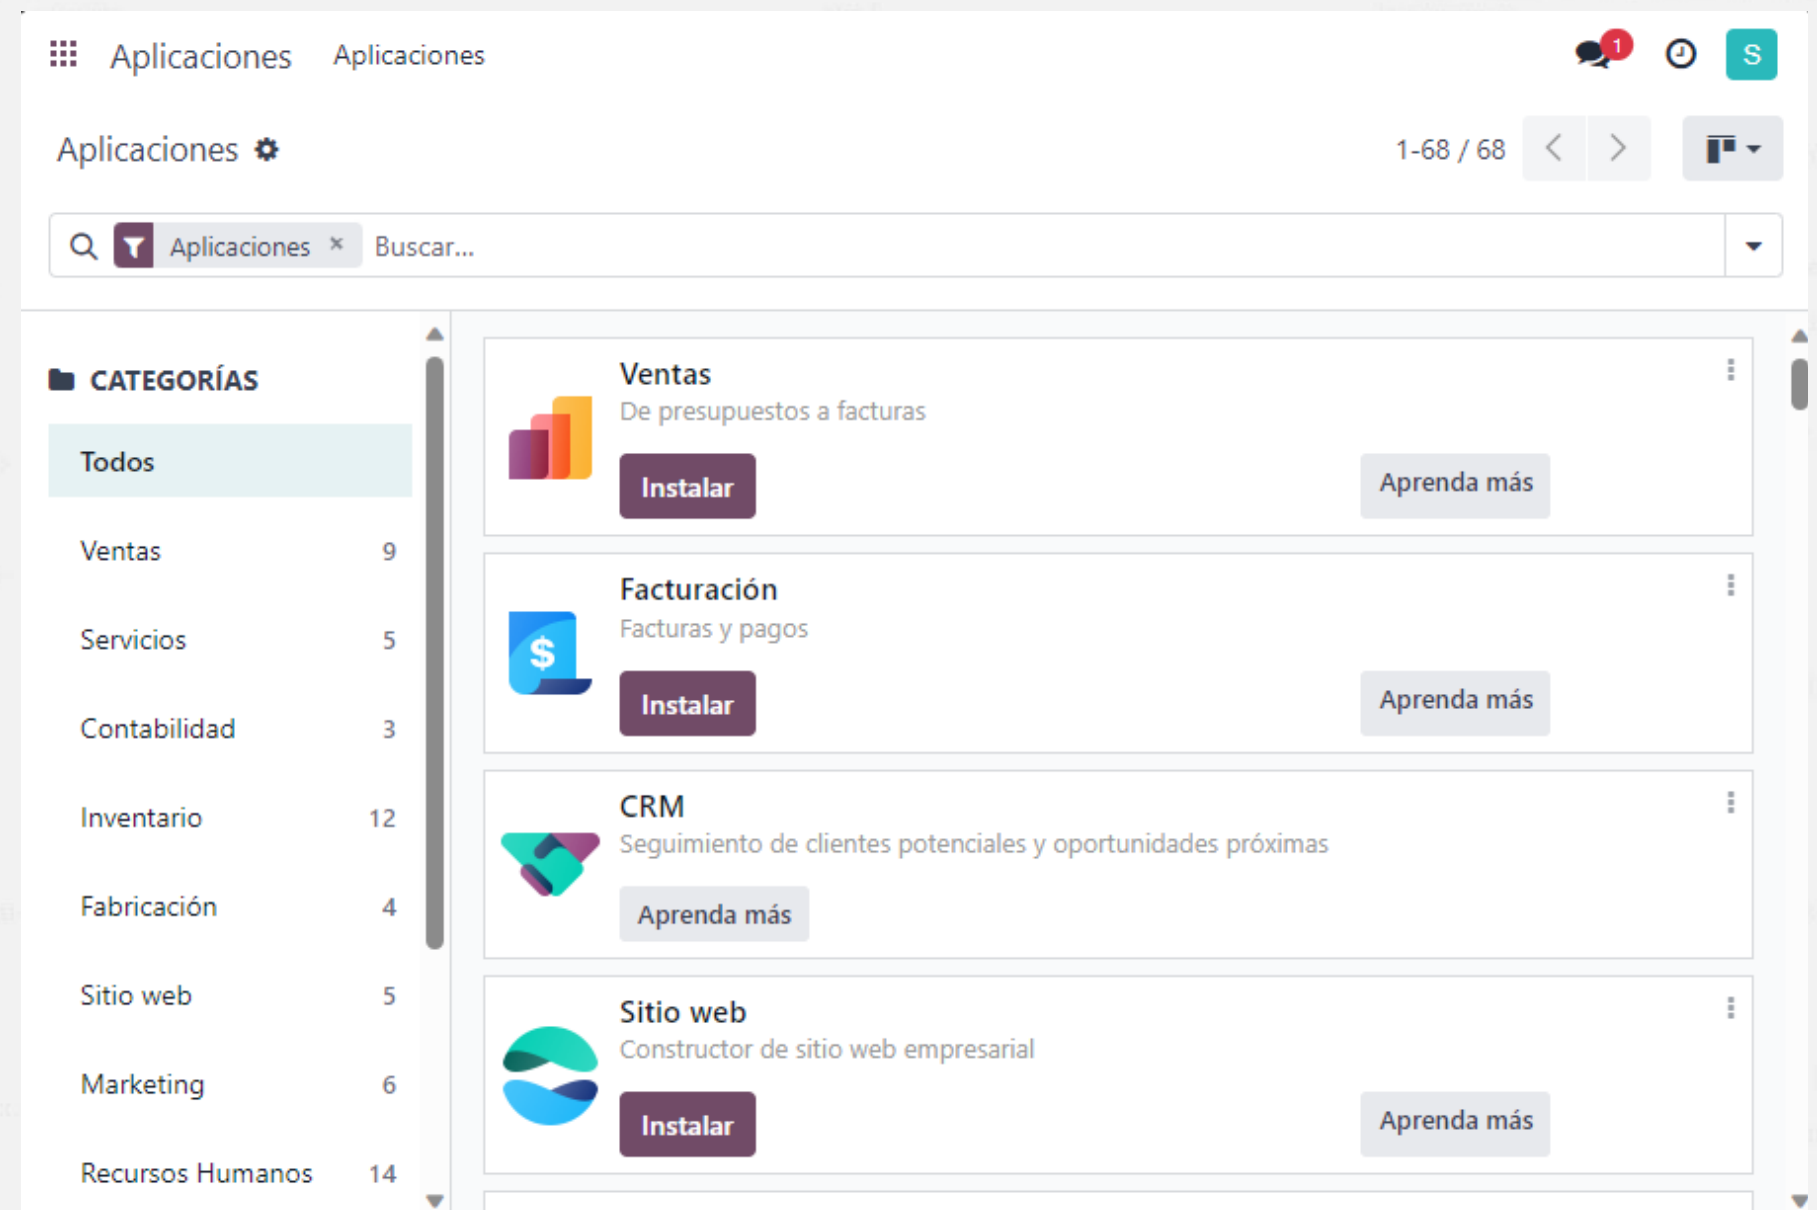 Aplicaciones Aplicaciones 1 S
Aplicaciones 1-68 / 68
Aplicaciones × Buscar...
CATEGORÍAS
Todos
Ventas 9
Servicios 5
Contabilidad 3
Inventario 12
Fabricación 4
Sitio web 5
Marketing 6
Recursos Humanos 14
Ventas
De presupuestos a facturas
Instalar Aprenda más
Facturación
Facturas y pagos
$
Instalar Aprenda más
CRM
Seguimiento de clientes potenciales y oportunidades próximas
Aprenda más
Sitio web
Constructor de sitio web empresarial
Instalar Aprenda más